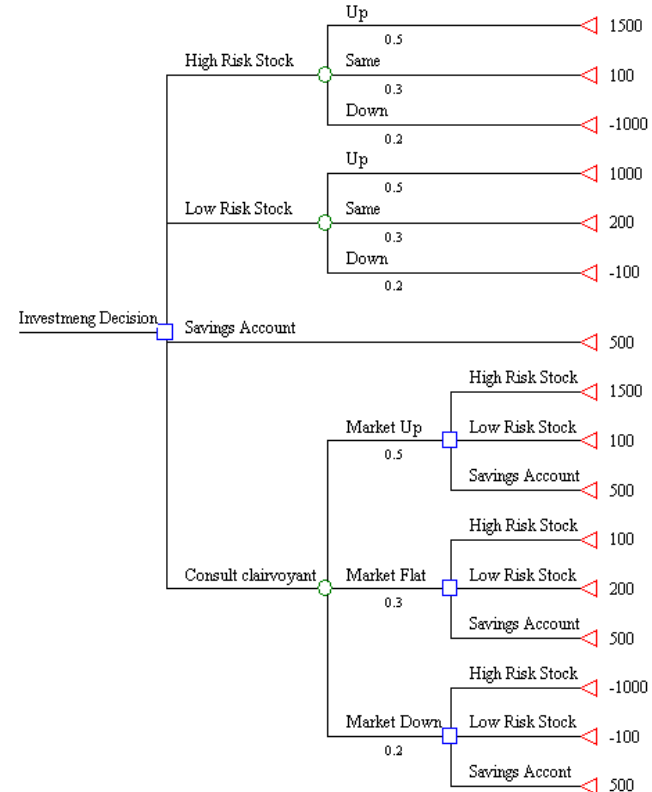 Up
1500
0.5
High Risk Stock
Same
100
0.3
Down
-1000
0.2
Up
1000
0.5
Low Risk Stock
Same
200
0.3
Down
-100
0.2
Investmeng Decision
Savings Account
500
High Risk Stock
1500
Market Up
Low Risk Stock
100
0.5
Savings Account
500
High Risk Stock
100
Consult clairvoyant
Market Flat
Low Risk Stock
200
0.3
Savings Account
500
High Risk Stock
-1000
Market Down
Low Risk Stock
-100
0.2
Savings Accont
500